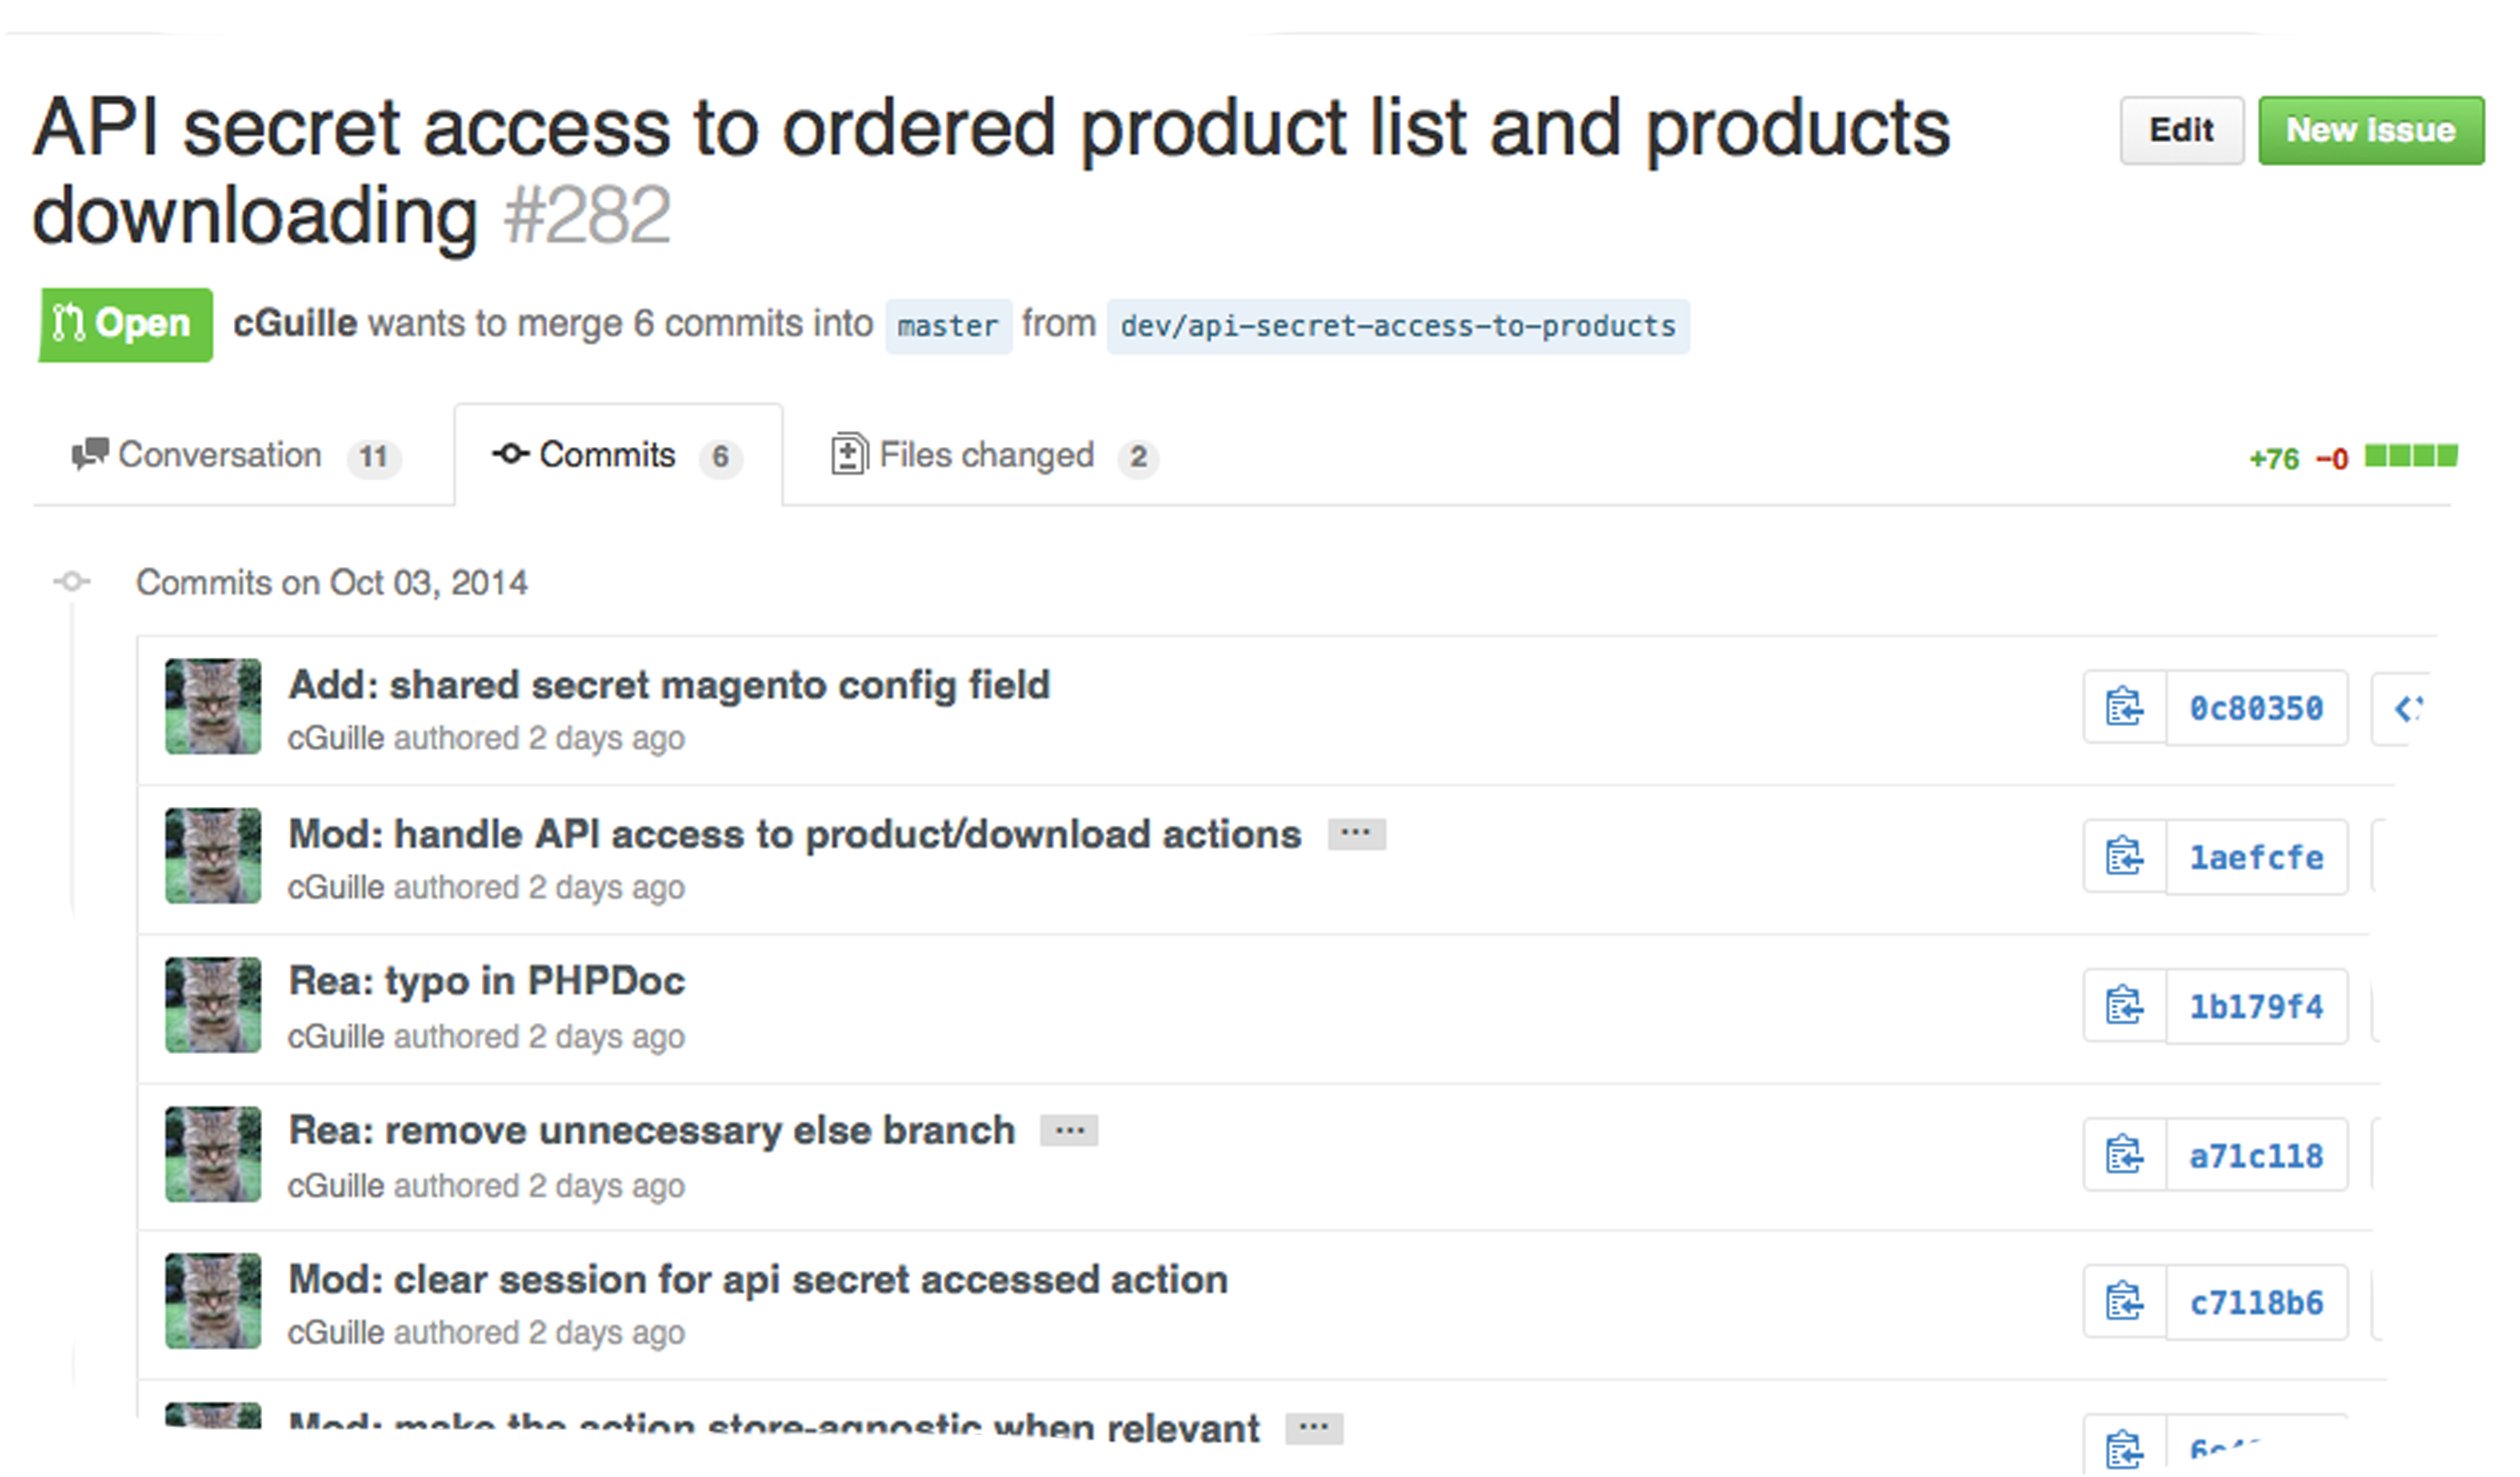 API secret access to ordered product list and products
downloading #282
Edit
New issue
Open cGuille wants to merge 6 commits into master from dev/api-secret-access-to-products
Conversation 11
Commits 6
Files changed 2
+76 −0
Commits on Oct 03, 2014
Add: shared secret magento config field
cGuille authored 2 days ago
0c80350
Mod: handle API access to product/download actions ...
cGuille authored 2 days ago
1aefcfe
Rea: typo in PHPDoc
cGuille authored 2 days ago
1b179f4
Rea: remove unnecessary else branch ...
cGuille authored 2 days ago
a71c118
Mod: clear session for api secret accessed action
cGuille authored 2 days ago
c7118b6
Mod: make the action store-agnostic when relevant ...